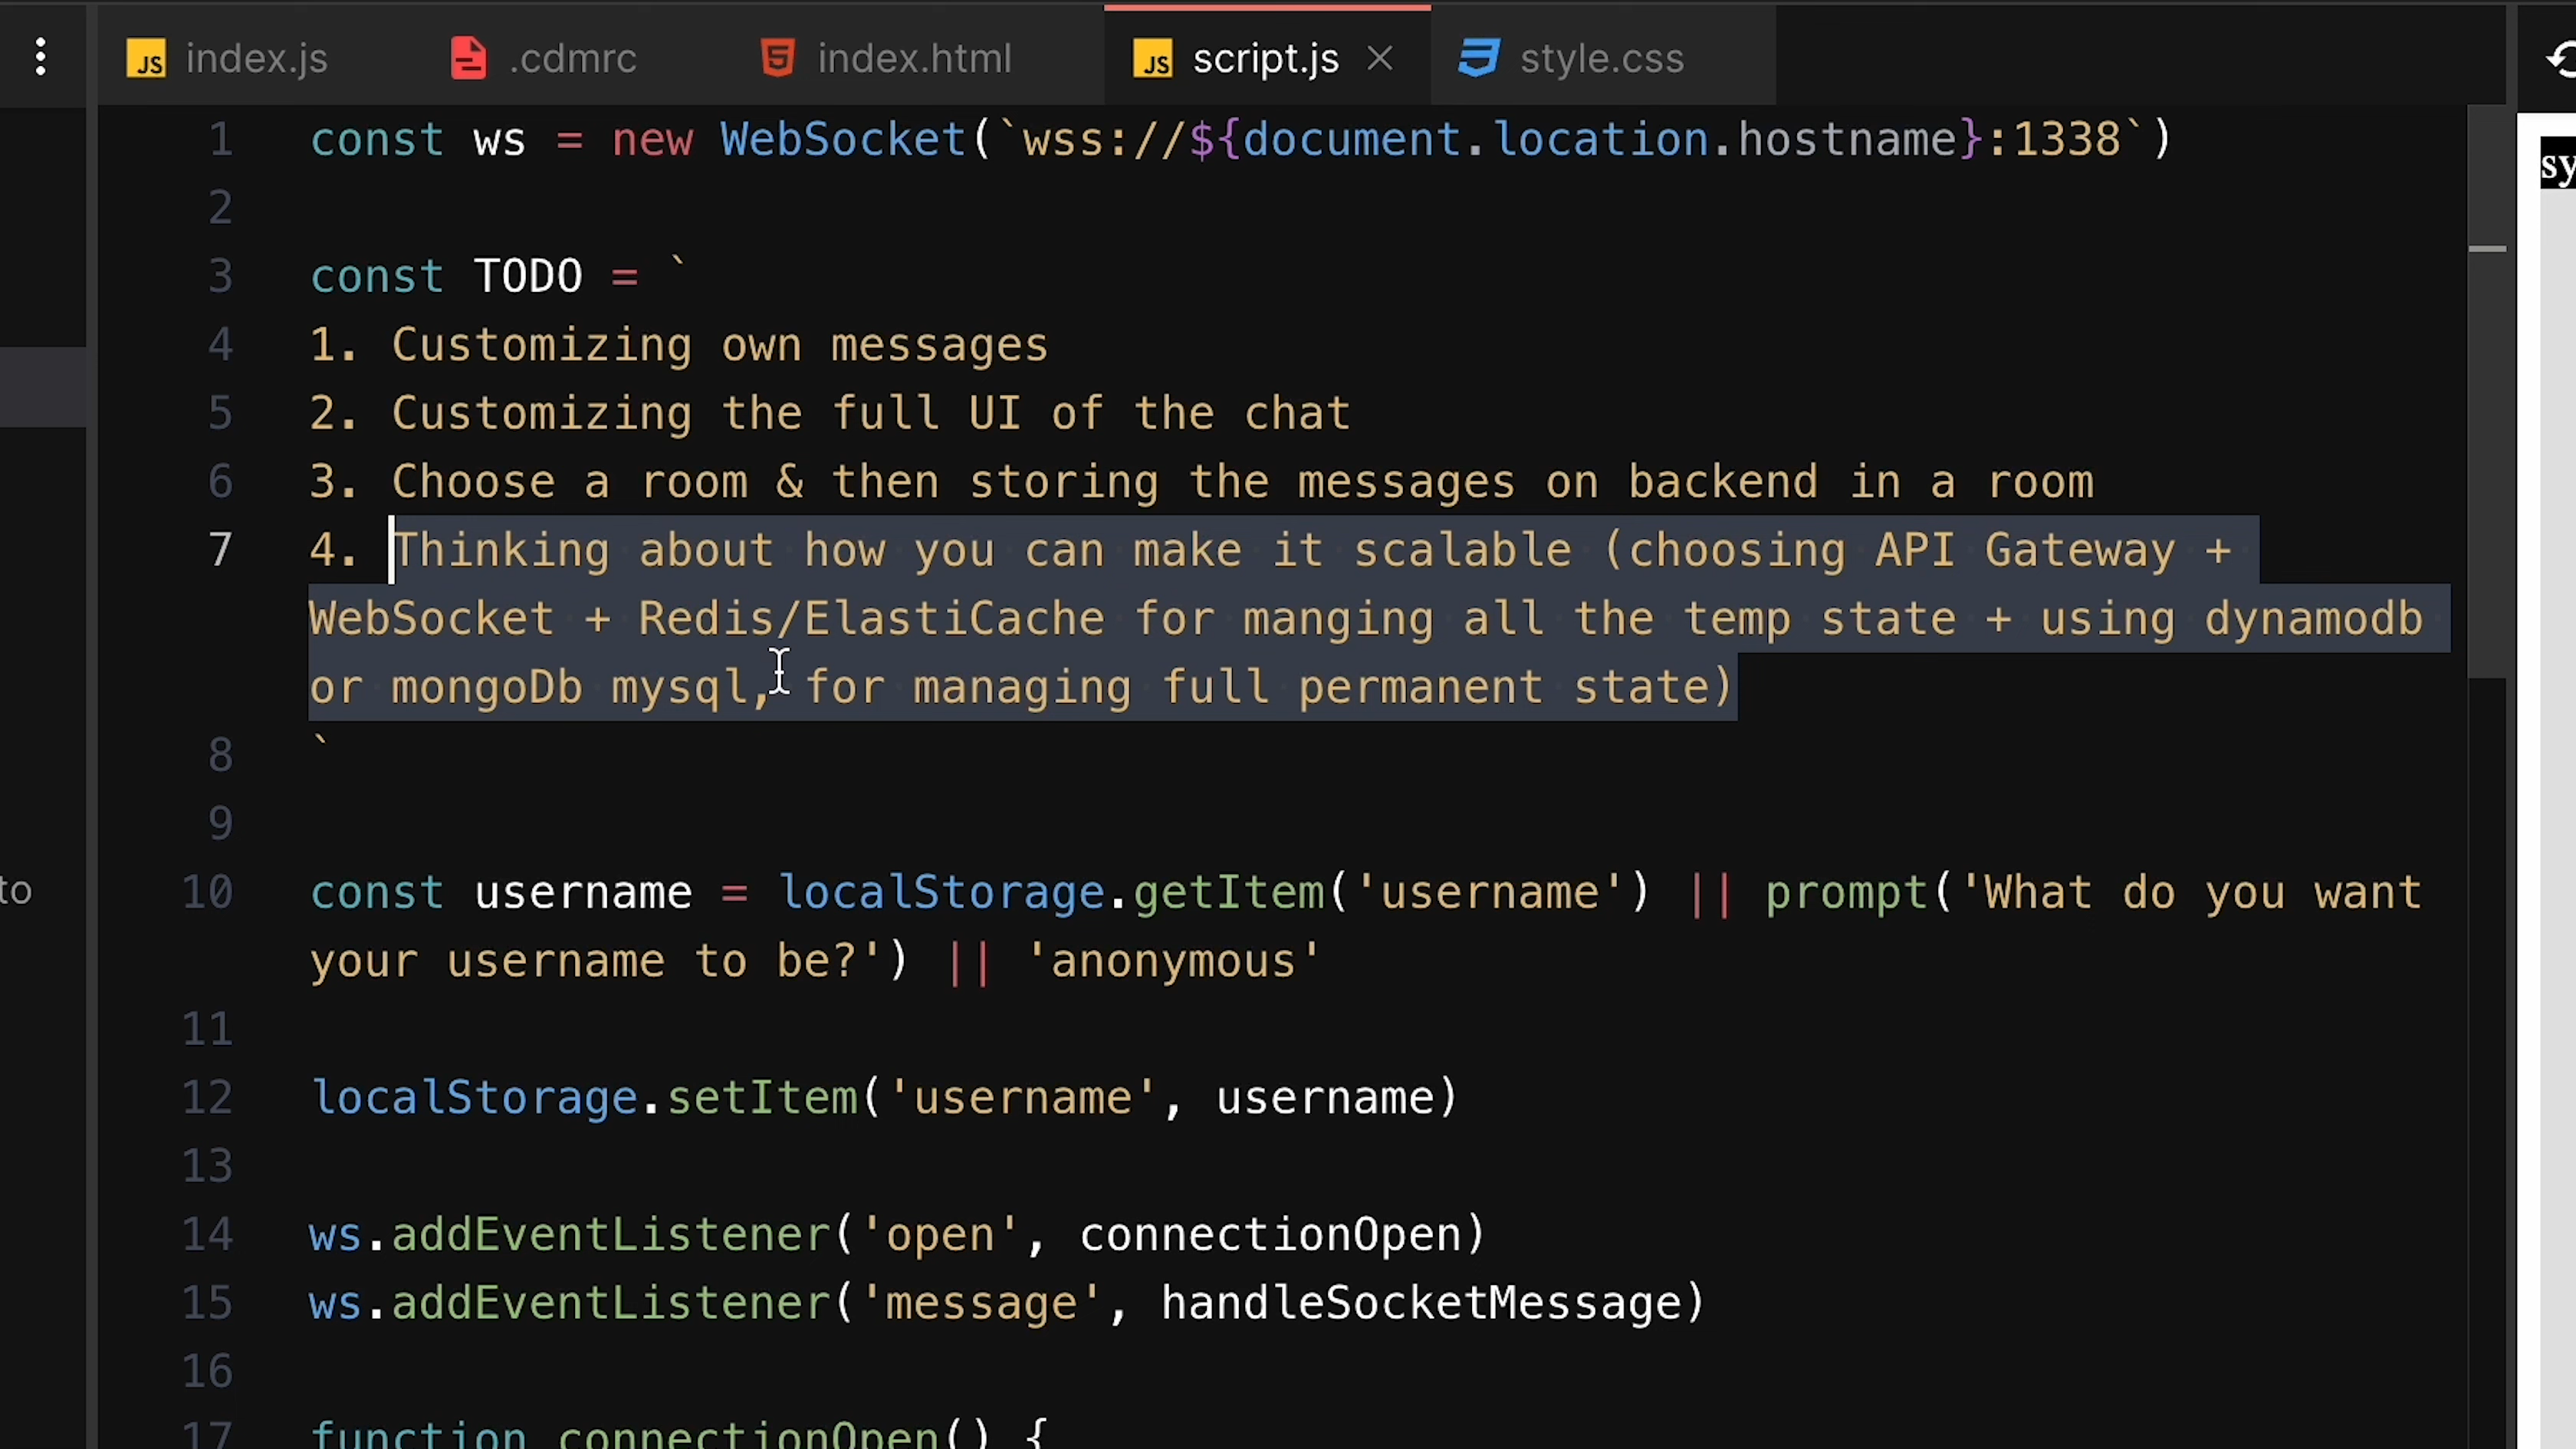 index.js .cdmrc index.html script.js style.css
1 const ws = new WebSocket(`wss://${document.location.hostname}:1338`)
2
3 const TODO = `
4 1. Customizing own messages
5 2. Customizing the full UI of the chat
6 3. Choose a room & then storing the messages on backend in a room
7 4. Thinking about how you can make it scalable (choosing API Gateway +
WebSocket + Redis/ElastiCache for manging all the temp state + using dynamodb
or mongoDb mysql, for managing full permanent state)
8 `
9
10 const username = localStorage.getItem('username') || prompt('What do you want
your username to be?') || 'anonymous'
11
12 localStorage.setItem('username', username)
13
14 ws.addEventListener('open', connectionOpen)
15 ws.addEventListener('message', handleSocketMessage)
16
17 function connectionOpen() {
to
sy